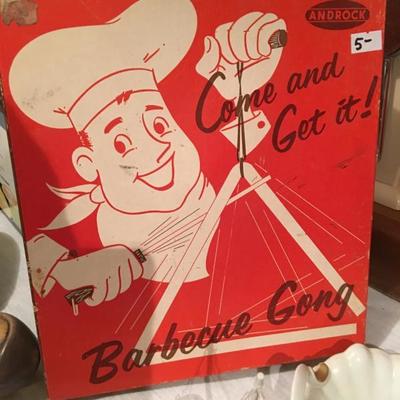 ANDROCK
5-
Come and
Get it!
Barbecue Gong